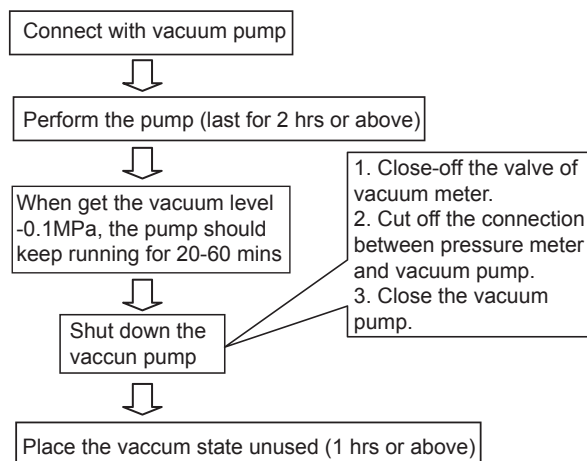 Connect with vacuum pump
Perform the pump (last for 2 hrs or above)
When get the vacuum level
-0.1MPa, the pump should
keep running for 20-60 mins
1. Close-off the valve of
vacuum meter.
2. Cut off the connection
between pressure meter
and vacuum pump.
3. Close the vacuum
pump.
Shut down the
vaccun pump
Place the vaccum state unused (1 hrs or above)